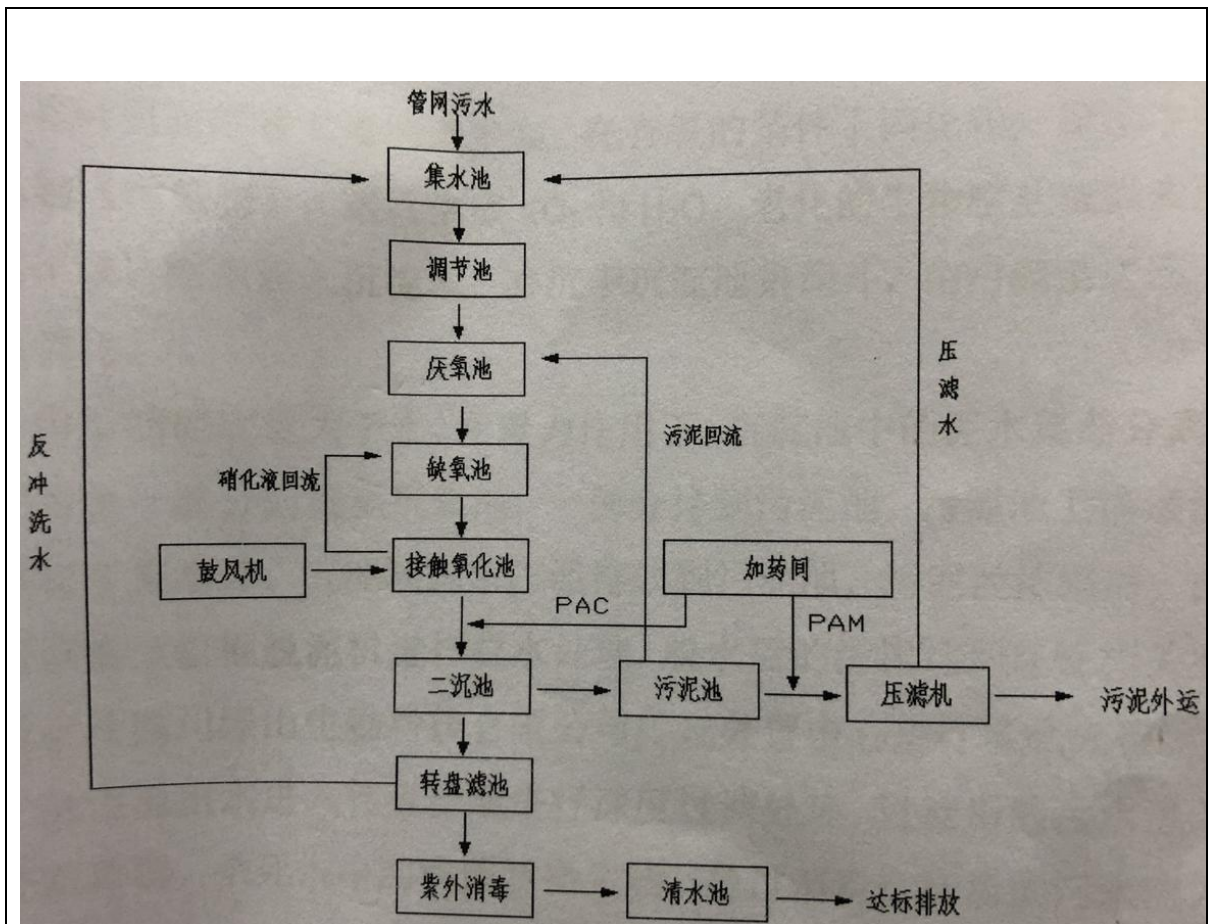 管网污水
集水池
调节池
厌氧池
压滤水
污泥回流
反冲洗水
缺氧池
硝化液回流
鼓风机
接触氧化池
加药间
PAC
PAM
二沉池
污泥池
压滤机
污泥外运
转盘滤池
紫外消毒
清水池
达标排放